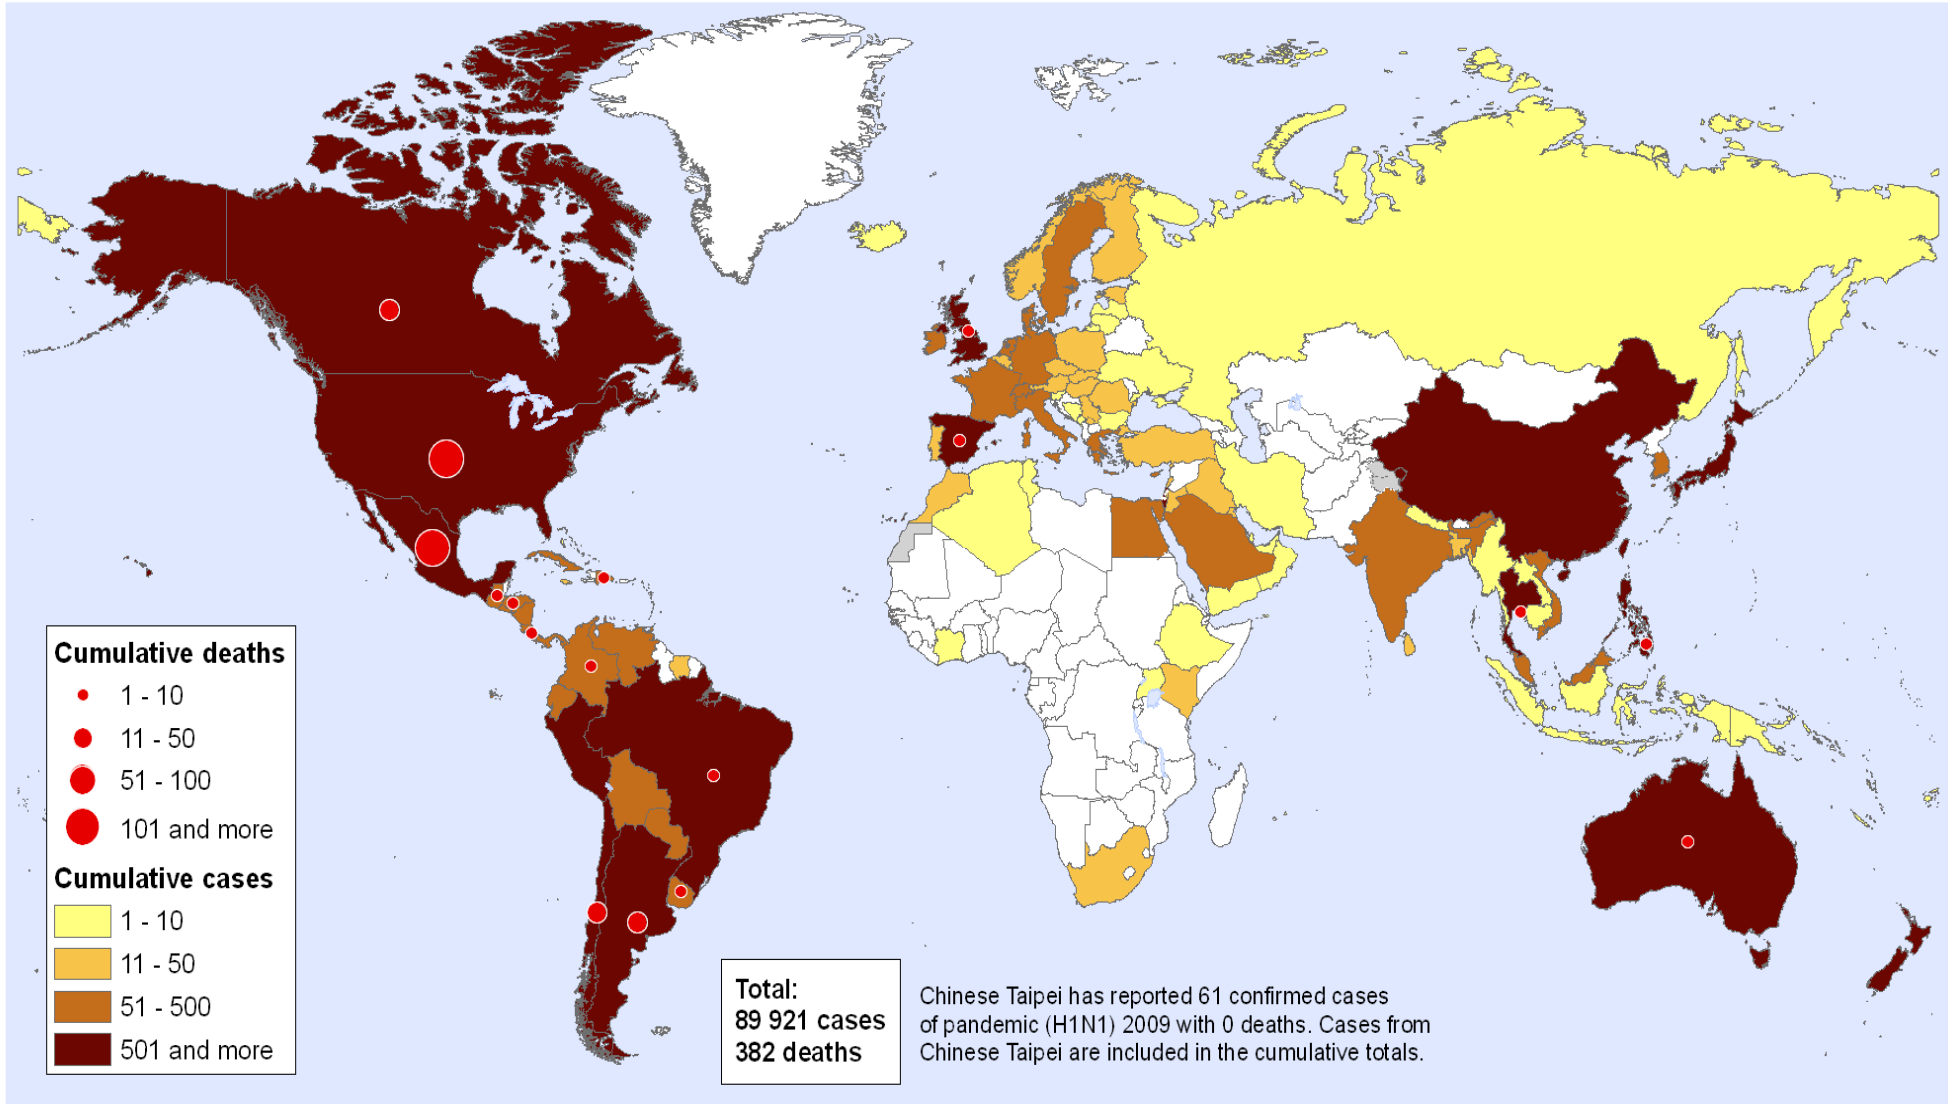 Cumulative deaths
1 - 10
11 - 50
51 - 100
101 and more
Cumulative cases
1 - 10
11 - 50
51 - 500
501 and more
Total:
89 921 cases
382 deaths
Chinese Taipei has reported 61 confirmed cases
of pandemic (H1N1) 2009 with 0 deaths. Cases from
Chinese Taipei are included in the cumulative totals.